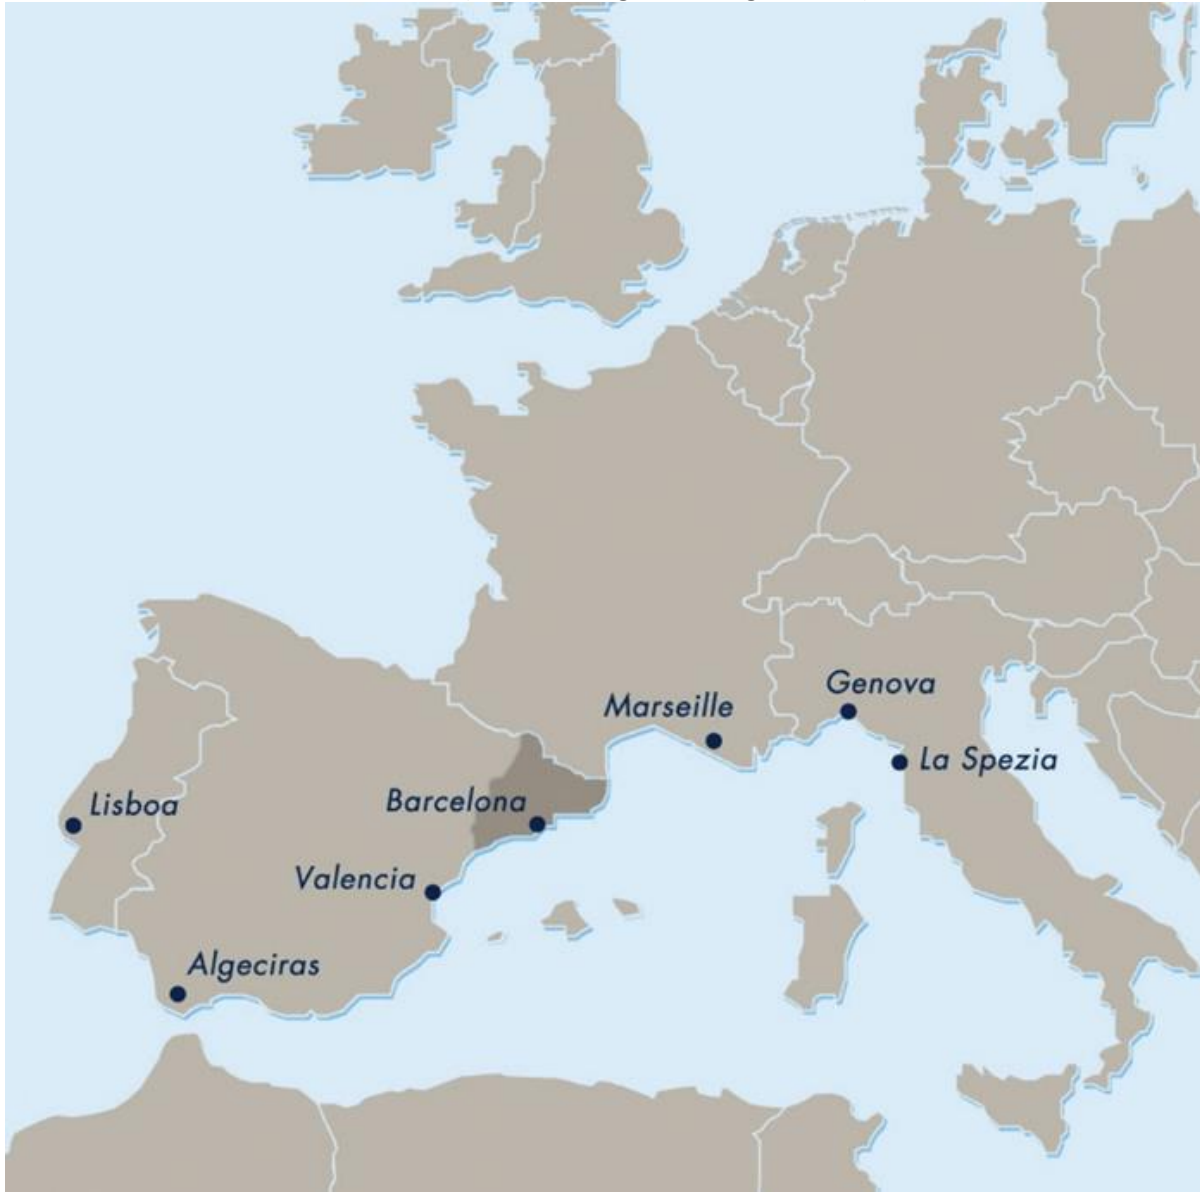 Genova
Marseille
La Spezia
Barcelona
Lisboa
Valencia
Algeciras